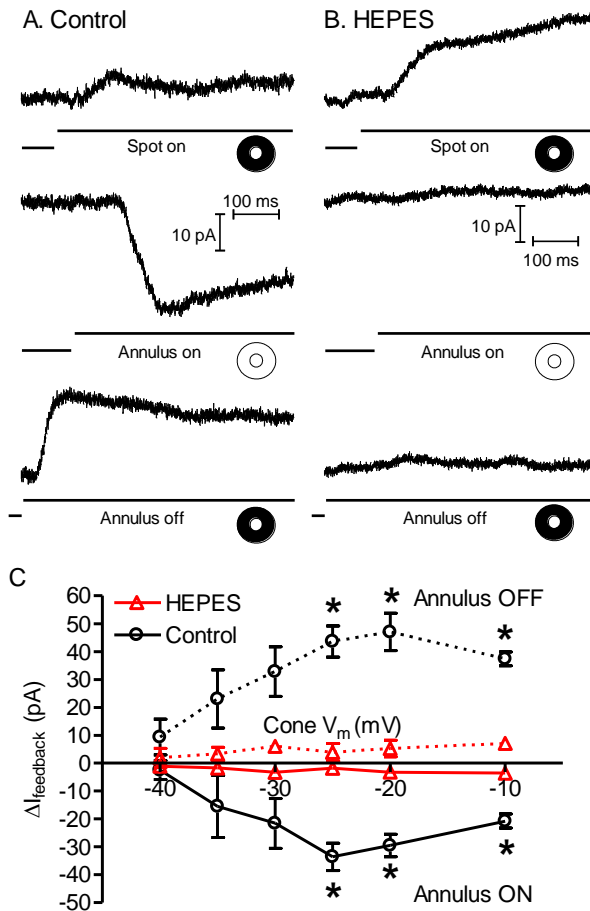 A. Control
B. HEPES
Spot on
Spot on
100 ms
10 pA
10 pA
100 ms
Annulus on
Annulus on
Annulus off
Annulus off
C
60
50
40
30
20
10
0
-10
-20
-30
-40
-50
HEPES
Control
* * *
Annulus OFF
Cone Vm (mV)
ΔIfeedback (pA)
-40 -30 -20 -10
* * *
Annulus ON